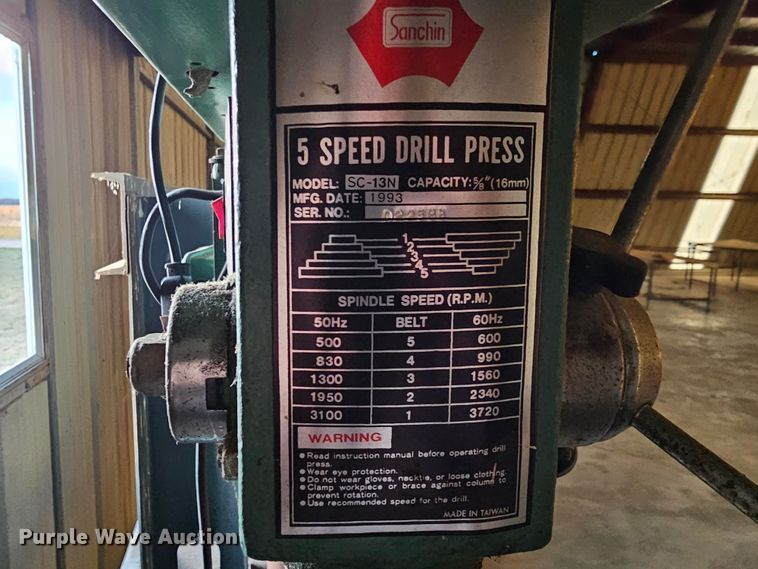 Sanchin
5 SPEED DRILL PRESS
MODEL: SC-13N CAPACITY: 5/8" (16mm)
MFG. DATE: 1993
SER. NO.:
1
2
3
4
5
SPINDLE SPEED (R.P.M.)
50Hz BELT 60Hz
500 5 600
830 4 990
1300 3 1560
1950 2 2340
3100 1 3720
WARNING
● Read instruction manual before operating drill
press.
● Wear eye protection.
● Do not wear gloves, necktie, or loose clothing.
● Clamp workpiece or brace against column to
prevent rotation.
● Use recommended speed for the drill.
MADE IN TAIWAN
Purple Wave Auction